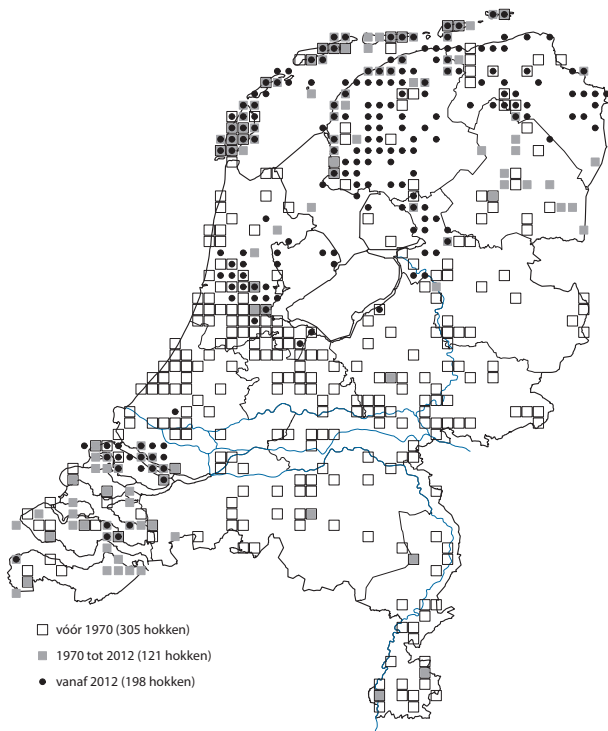 vóór 1970 (305 hokken)
1970 tot 2012 (121 hokken)
vanaf 2012 (198 hokken)